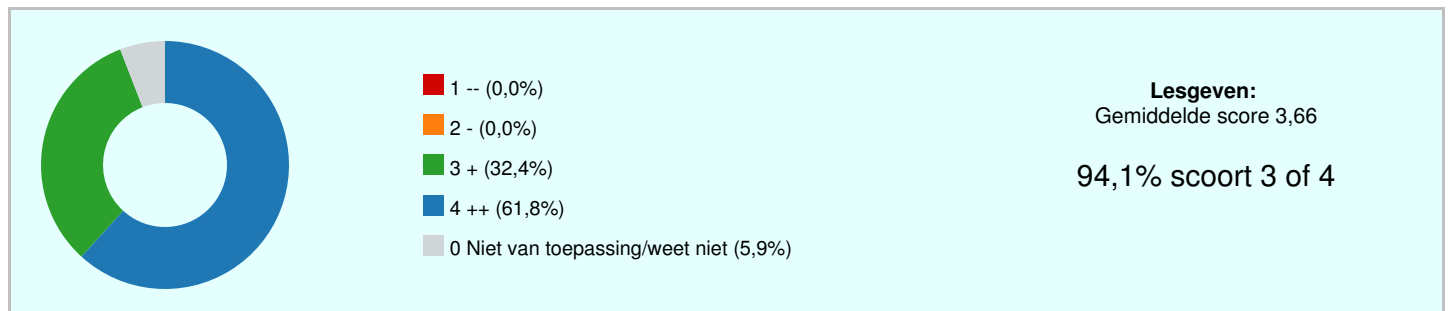 1 -- (0,0%)
2 - (0,0%)
3 + (32,4%)
4 ++ (61,8%)
0 Niet van toepassing/weet niet (5,9%)
Lesgeven:
Gemiddelde score 3,66
94,1% scoort 3 of 4